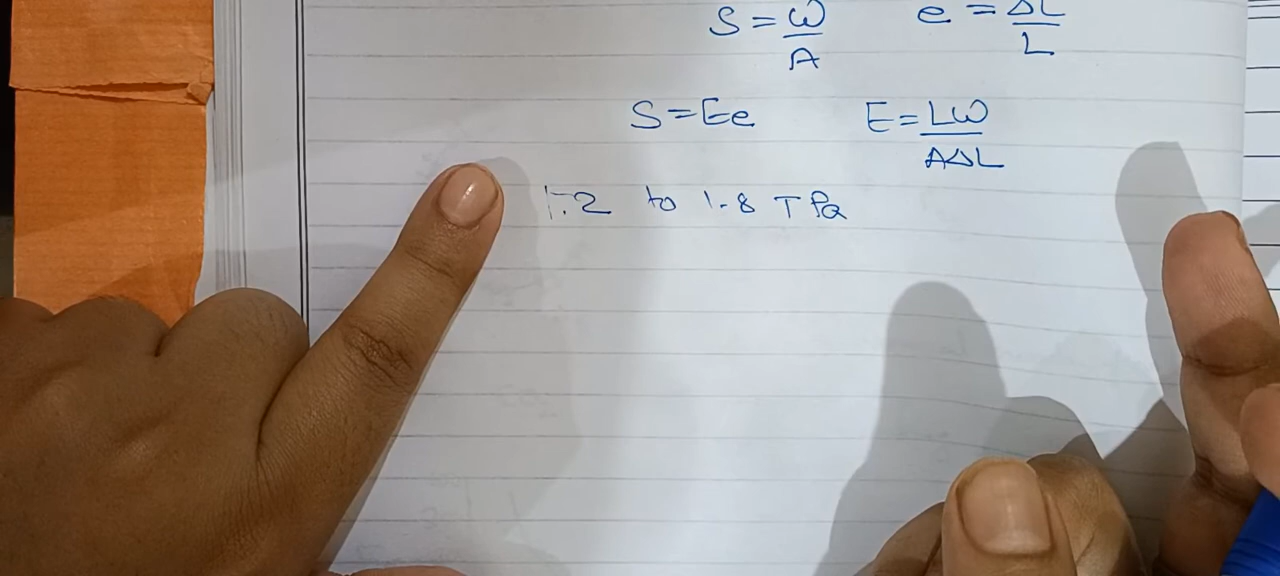 S = ω/A e = ΔL/L
S = Ee E = Lω/AΔL
1.2 to 1.8 TPa